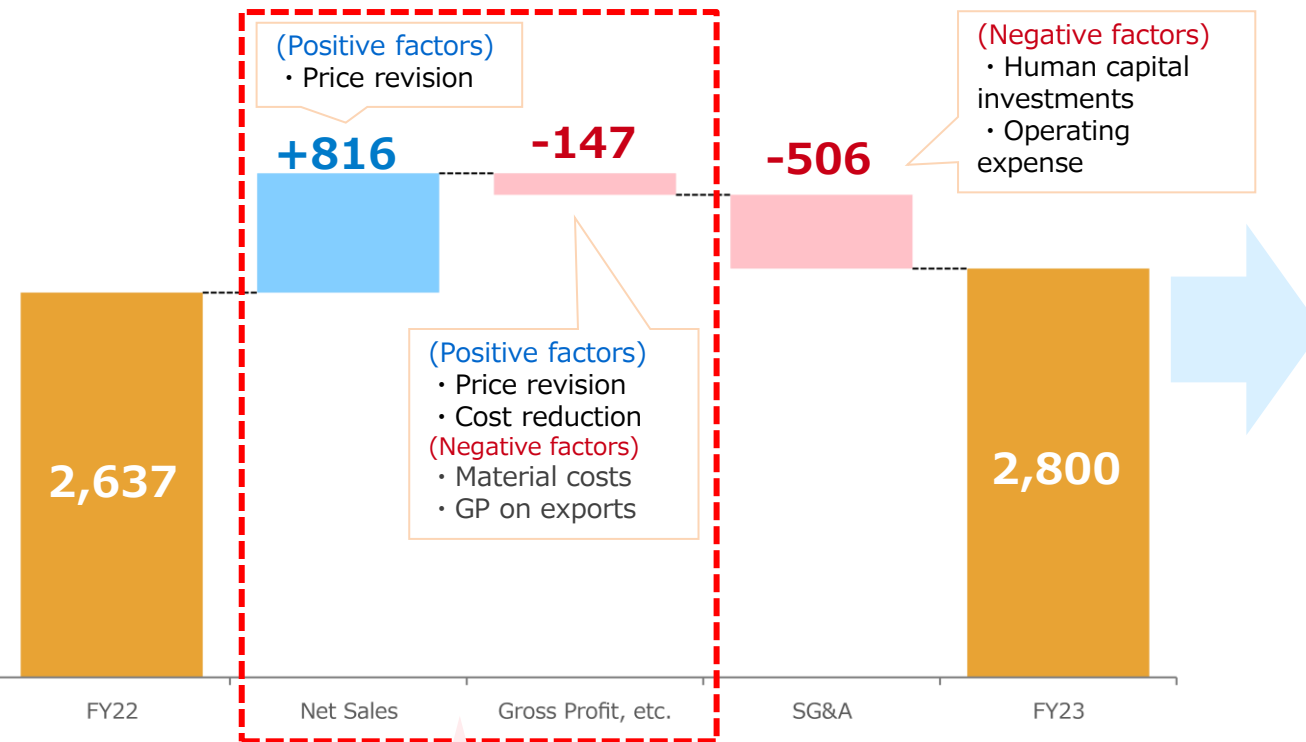 (Positive factors)
・Price revision
+816
-147
-506
(Negative factors)
・Human capital
investments
・Operating
expense
(Positive factors)
・Price revision
・Cost reduction
(Negative factors)
・Material costs
・GP on exports
2,637
2,800
FY22
Net Sales
Gross Profit, etc.
SG&A
FY23